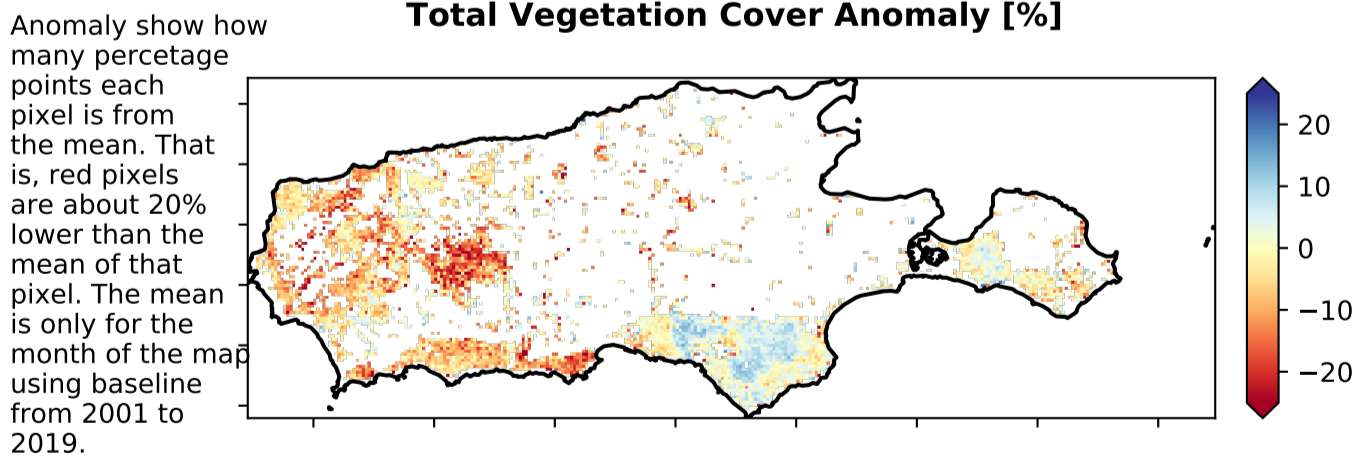 Total Vegetation Cover Anomaly [%]
Anomaly show how
many percetage
points each
pixel is from
the mean. That
is, red pixels
are about 20%
lower than the
mean of that
pixel. The mean
is only for the
month of the map
using baseline
from 2001 to
2019.
20
10
0
−10
−20